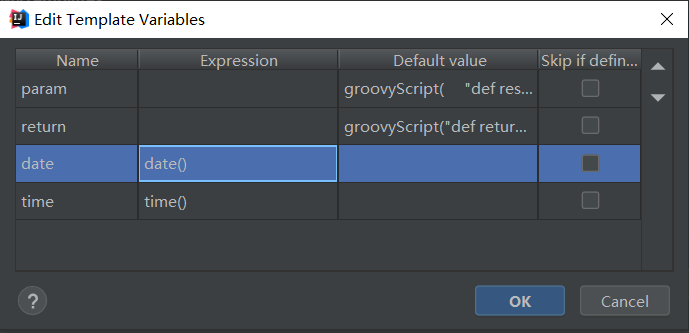 Edit Template Variables
Name Expression Default value Skip if defin...
param groovyScript( "def res...
return groovyScript("def retur...
date date()
time time()
? OK Cancel